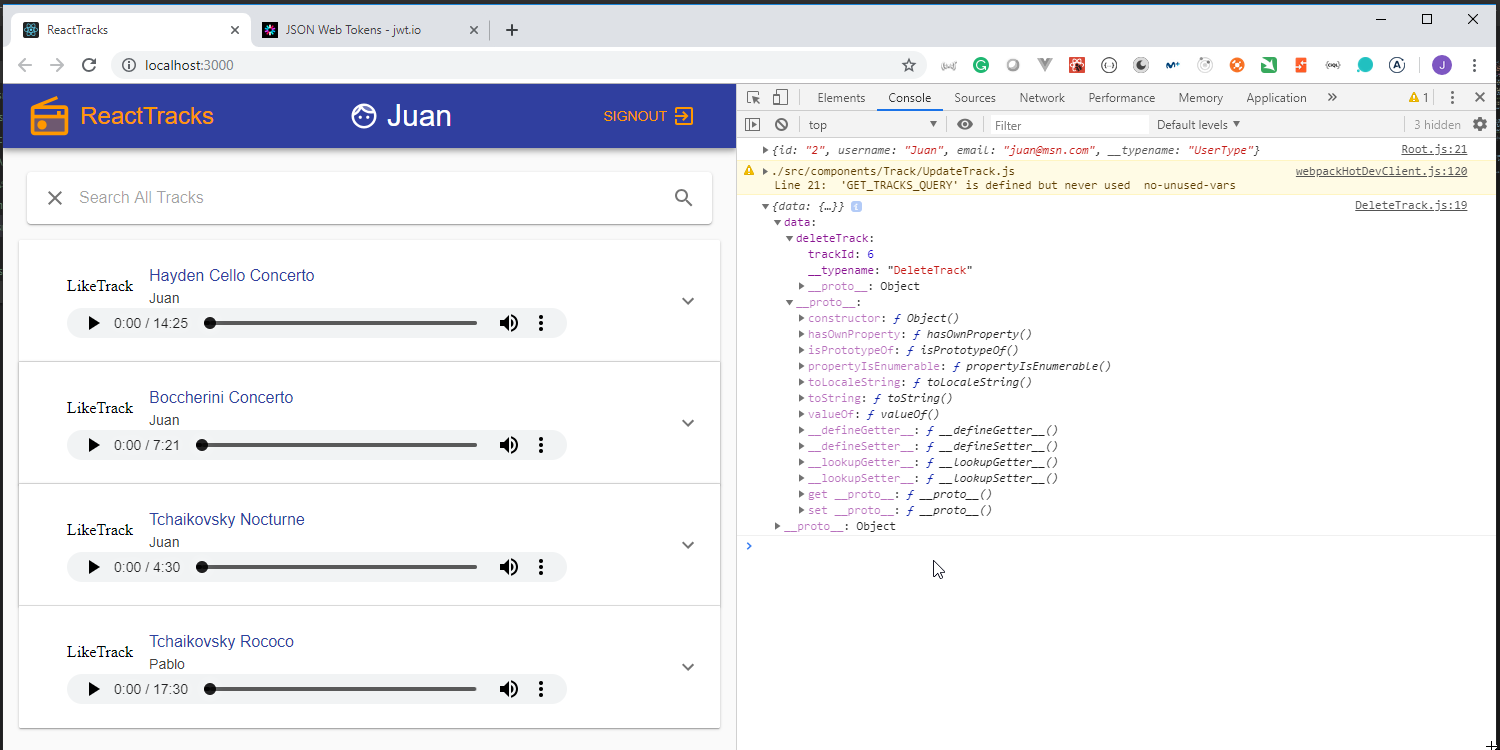 ReactTracks
JSON Web Tokens - jwt.io
localhost:3000
J
ReactTracks
Juan
SIGNOUT
Search All Tracks
LikeTrack
Hayden Cello Concerto
Juan
0:00 / 14:25
LikeTrack
Boccherini Concerto
Juan
0:00 / 7:21
LikeTrack
Tchaikovsky Nocturne
Juan
0:00 / 4:30
LikeTrack
Tchaikovsky Rococo
Pablo
0:00 / 17:30
Elements Console Sources Network Performance Memory Application » 1
top Filter Default levels 3 hidden
{id: "2", username: "Juan", email: "juan@msn.com", __typename: "UserType"} Root.js:21
./src/components/Track/UpdateTrack.js webpackHotDevClient.js:120
Line 21: 'GET_TRACKS_QUERY' is defined but never used no-unused-vars
{data: {…}} DeleteTrack.js:19
data:
deleteTrack:
trackId: 6
__typename: "DeleteTrack"
__proto__: Object
__proto__:
constructor: ƒ Object()
hasOwnProperty: ƒ hasOwnProperty()
isPrototypeOf: ƒ isPrototypeOf()
propertyIsEnumerable: ƒ propertyIsEnumerable()
toLocaleString: ƒ toLocaleString()
toString: ƒ toString()
valueOf: ƒ valueOf()
__defineGetter__: ƒ __defineGetter__()
__defineSetter__: ƒ __defineSetter__()
__lookupGetter__: ƒ __lookupGetter__()
__lookupSetter__: ƒ __lookupSetter__()
get __proto__: ƒ __proto__()
set __proto__: ƒ __proto__()
__proto__: Object